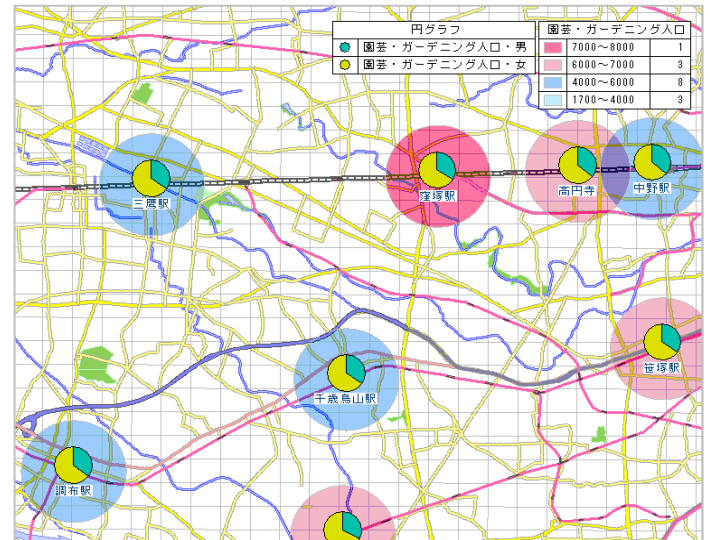 円グラフ
園芸・ガーデニング人口・男
園芸・ガーデニング人口・女
園芸・ガーデニング人口
7000～8000 1
6000～7000 3
4000～6000 8
1700～4000 3
三鷹駅
窪塚駅
高円寺
中野駅
笹塚駅
千歳烏山駅
調布駅